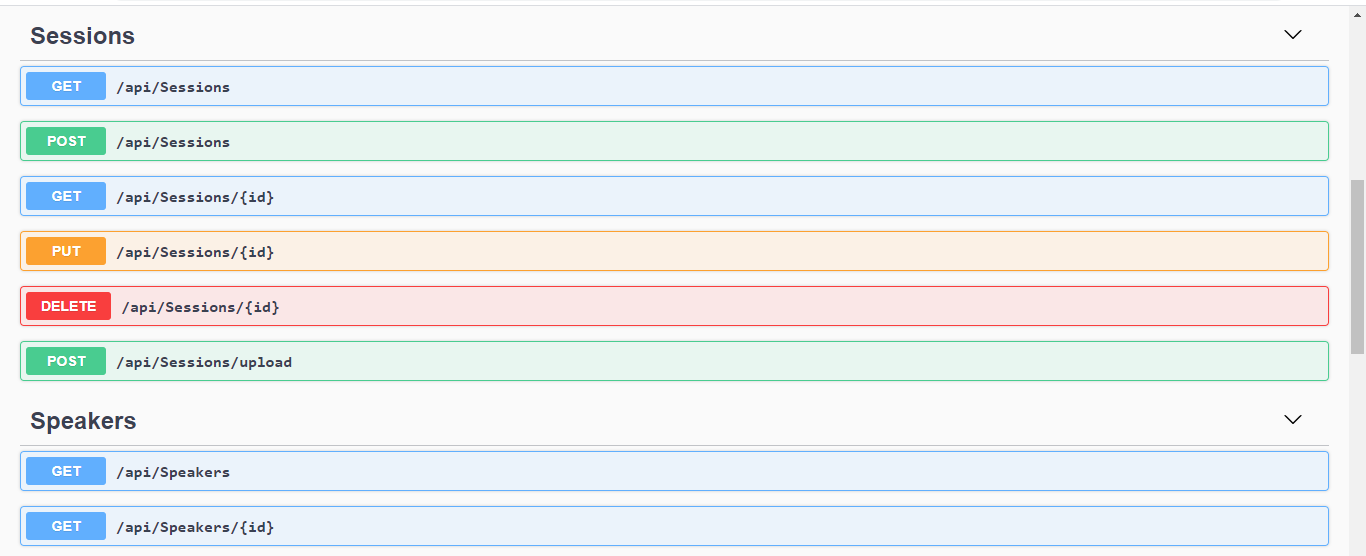 Sessions
GET /api/Sessions
POST /api/Sessions
GET /api/Sessions/{id}
PUT /api/Sessions/{id}
DELETE /api/Sessions/{id}
POST /api/Sessions/upload
Speakers
GET /api/Speakers
GET /api/Speakers/{id}